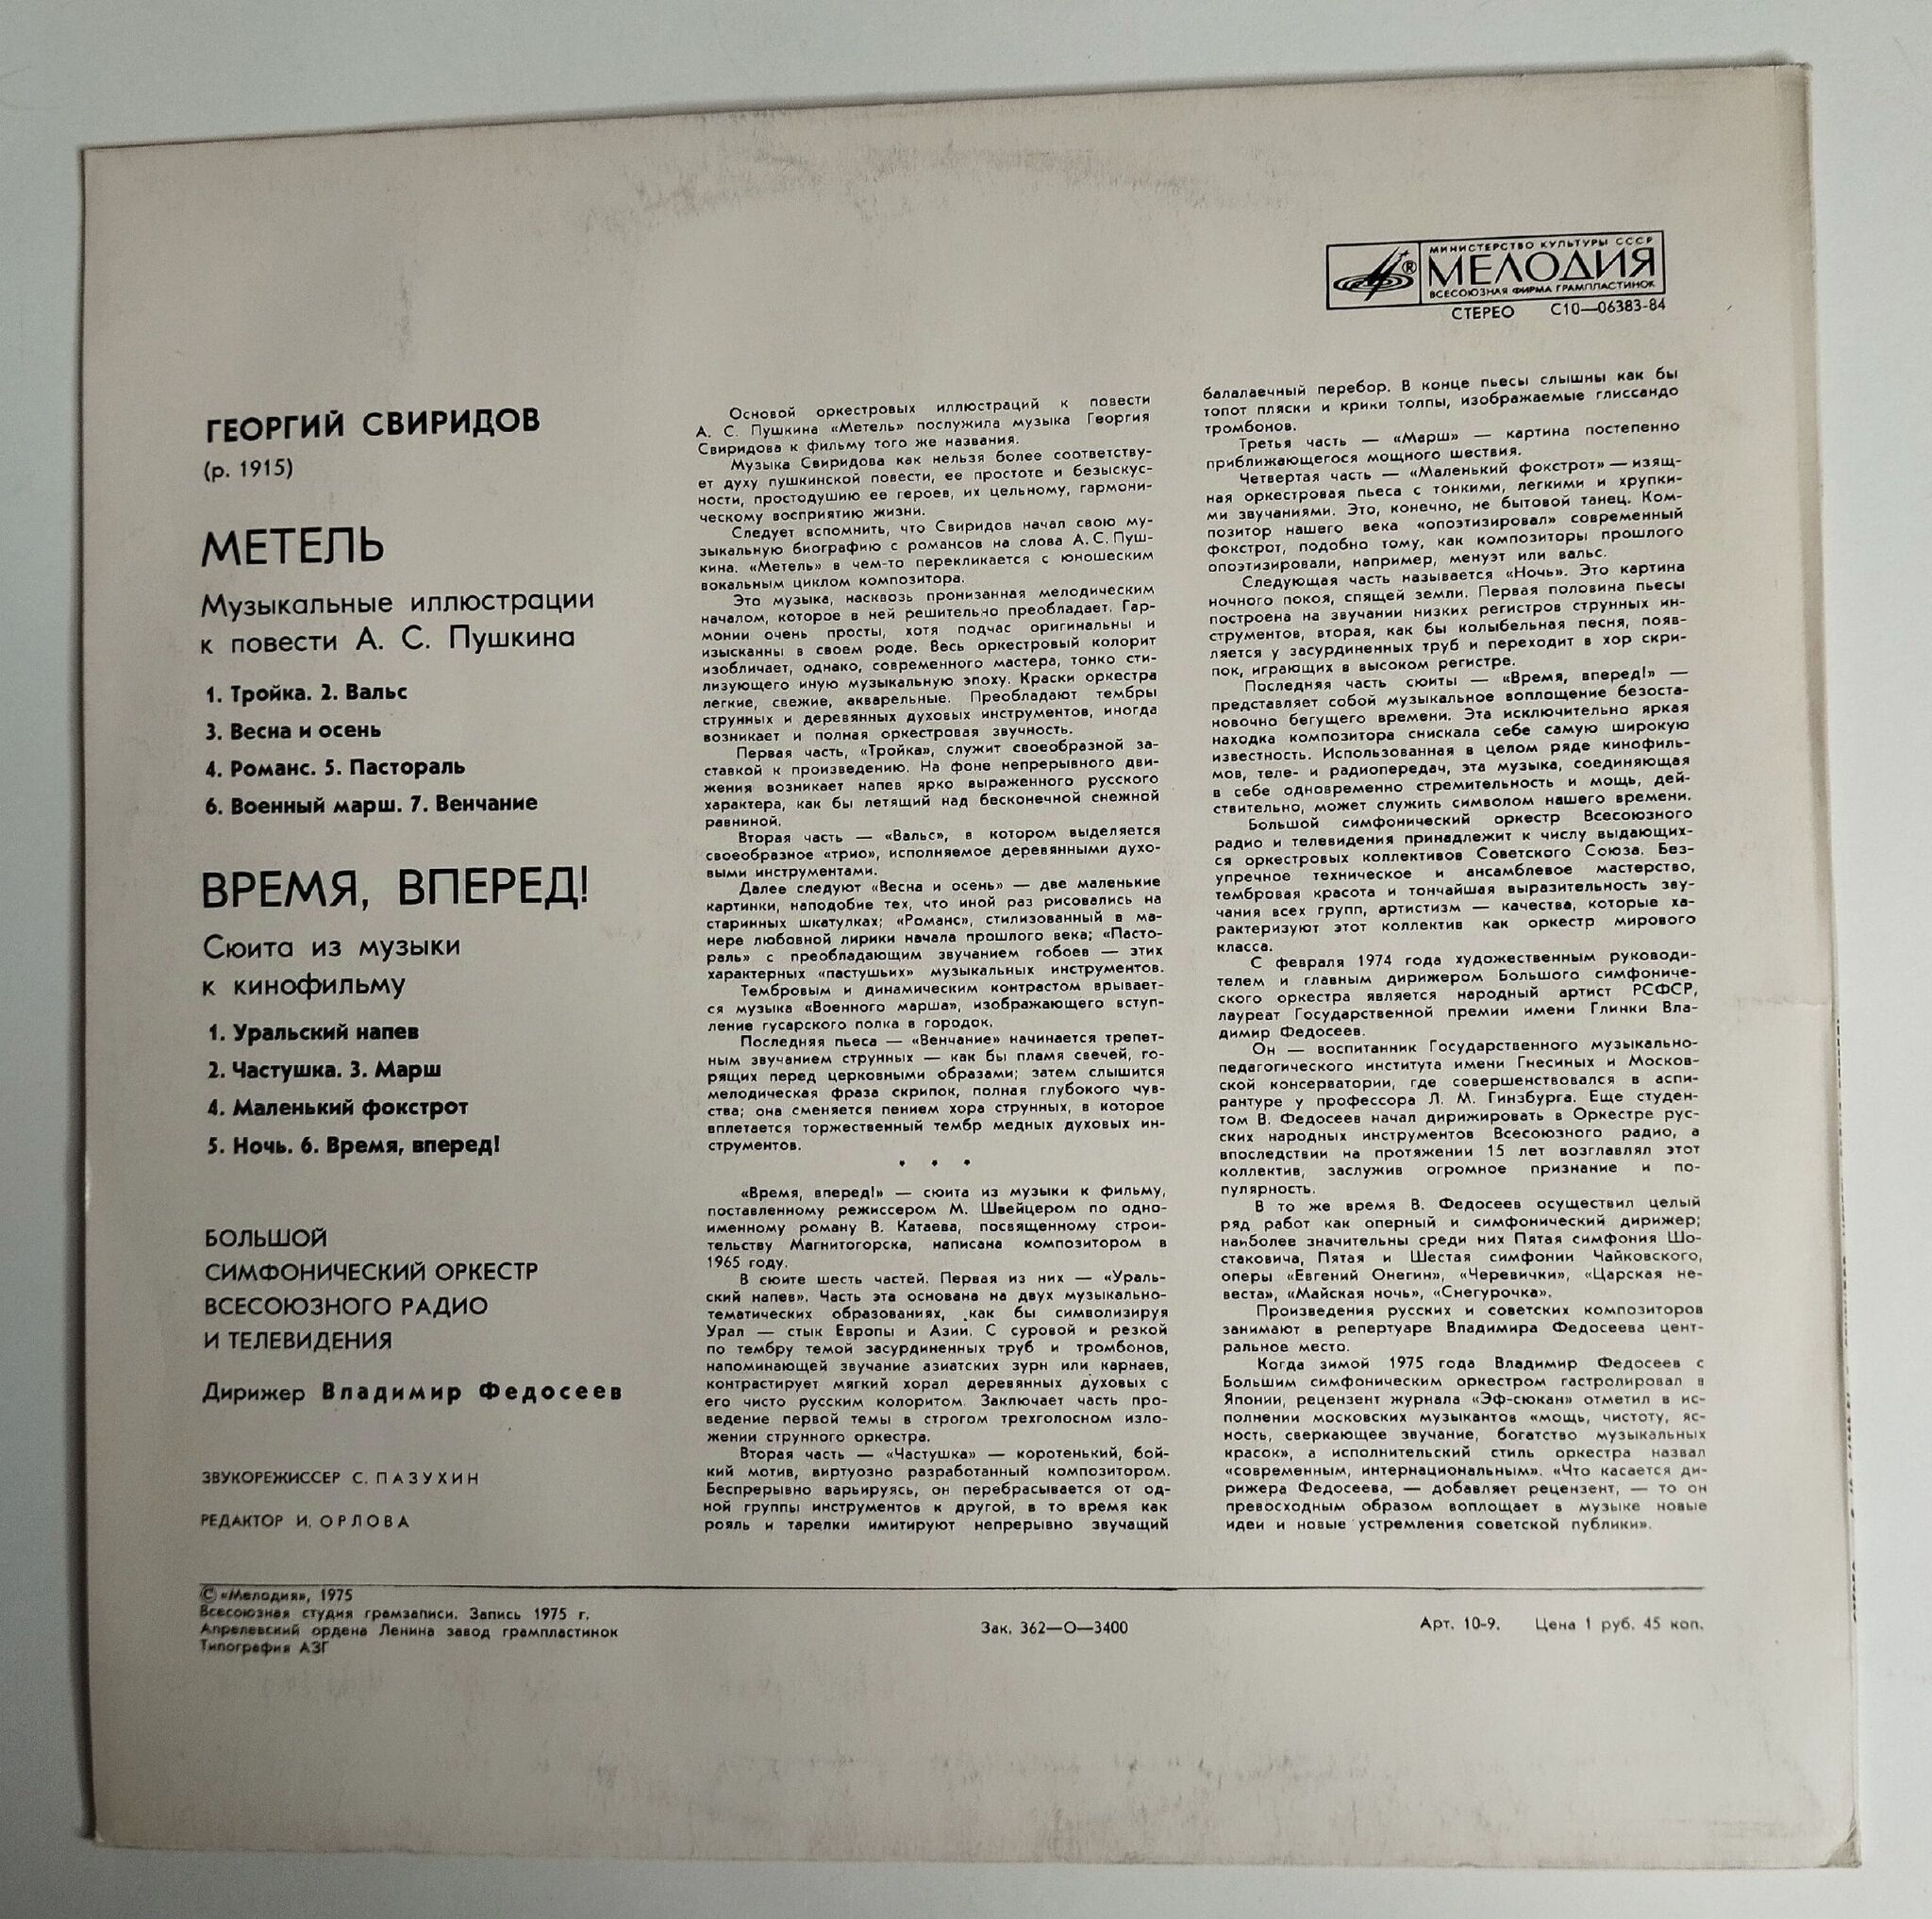 МИНИСТЕРСТВО КУЛЬТУРЫ СССР
МЕЛОДИЯ
ВСЕСОЮЗНАЯ ФИРМА ГРАМПЛАСТИНОК
СТЕРЕО С10—06383-84
ГЕОРГИЙ СВИРИДОВ
(р. 1915)
МЕТЕЛЬ
Музыкальные иллюстрации
к повести А. С. Пушкина
1. Тройка. 2. Вальс
3. Весна и осень
4. Романс. 5. Пастораль
6. Военный марш. 7. Венчание
ВРЕМЯ, ВПЕРЕД!
Сюита из музыки
к кинофильму
1. Уральский напев
2. Частушка. 3. Марш
4. Маленький фокстрот
5. Ночь. 6. Время, вперед!
БОЛЬШОЙ
СИМФОНИЧЕСКИЙ ОРКЕСТР
ВСЕСОЮЗНОГО РАДИО
И ТЕЛЕВИДЕНИЯ
Дирижер Владимир Федосеев
ЗВУКОРЕЖИССЕР С. ПАЗУХИН
РЕДАКТОР И. ОРЛОВА
Основой оркестровых иллюстраций к повести
А. С. Пушкина «Метель» послужила музыка Георгия
Свиридова к фильму того же названия.
Музыка Свиридова как нельзя более соответству-
ет духу пушкинской повести, ее простоте и безыскус-
ности, простодушию ее героев, их цельному, гармони-
ческому восприятию жизни.
Следует вспомнить, что Свиридов начал свою му-
зыкальную биографию с романсов на слова А. С. Пуш-
кина. «Метель» в чем-то перекликается с юношеским
вокальным циклом композитора.
Это музыка, насквозь пронизанная мелодическим
началом, которое в ней решительно преобладает. Гар-
монии очень просты, хотя подчас оригинальны и
изысканны в своем роде. Весь оркестровый колорит
изобличает, однако, современного мастера, тонко сти-
лизующего иную музыкальную эпоху. Краски оркестра
легкие, свежие, акварельные. Преобладают тембры
струнных и деревянных духовых инструментов, иногда
возникает и полная оркестровая звучность.
Первая часть, «Тройка», служит своеобразной за-
ставкой к произведению. На фоне непрерывного дви-
жения возникает напев ярко выраженного русского
характера, как бы летящий над бесконечной снежной
равниной.
Вторая часть — «Вальс», в котором выделяется
своеобразное «трио», исполняемое деревянными духо-
выми инструментами.
Далее следуют «Весна и осень» — две маленькие
картинки, наподобие тех, что иной раз рисовались на
старинных шкатулках; «Романс», стилизованный в ма-
нере любовной лирики начала прошлого века; «Пасто-
раль» с преобладающим звучанием гобоев — этих
характерных «пастушьих» музыкальных инструментов.
Тембровым и динамическим контрастом врывает-
ся музыка «Военного марша», изображающего вступ-
ление гусарского полка в городок.
Последняя пьеса — «Венчание» начинается трепет-
ным звучанием струнных — как бы пламя свечей, го-
рящих перед церковными образами; затем слышится
мелодическая фраза скрипок, полная глубокого чув-
ства; она сменяется пением хора струнных, в которое
вплетается торжественный тембр медных духовых ин-
струментов.
• • •
«Время, вперед!» — сюита из музыки к фильму,
поставленному режиссером М. Швейцером по одно-
именному роману В. Катаева, посвященному строи-
тельству Магнитогорска, написана композитором в
1965 году.
В сюите шесть частей. Первая из них — «Ураль-
ский напев». Часть эта основана на двух музыкально-
тематических образованиях, как бы символизируя
Урал — стык Европы и Азии. С суровой и резкой
по тембру темой засурдиненных труб и тромбонов,
напоминающей звучание азиатских зурн или карнаев,
контрастирует мягкий хорал деревянных духовых с
его чисто русским колоритом. Заключает часть про-
ведение первой темы в строгом трехголосном изло-
жении струнного оркестра.
Вторая часть — «Частушка» — коротенький, бой-
кий мотив, виртуозно разработанный композитором.
Беспрерывно варьируясь, он перебрасывается от од-
ной группы инструментов к другой, в то время как
рояль и тарелки имитируют непрерывно звучащий
балалаечный перебор. В конце пьесы слышны как бы
топот пляски и крики толпы, изображаемые глиссандо
тромбонов.
Третья часть — «Марш» — картина постепенно
приближающегося мощного шествия.
Четвертая часть — «Маленький фокстрот» — изящ-
ная оркестровая пьеса с тонкими, легкими и хрупки-
ми звучаниями. Это, конечно, не бытовой танец. Ком-
позитор нашего века «опоэтизировал» современный
фокстрот, подобно тому, как композиторы прошлого
опоэтизировали, например, менуэт или вальс.
Следующая часть называется «Ночь». Это картина
ночного покоя, спящей земли. Первая половина пьесы
построена на звучании низких регистров струнных ин-
струментов, вторая, как бы колыбельная песня, появ-
ляется у засурдиненных труб и переходит в хор скри-
пок, играющих в высоком регистре.
Последняя часть сюиты — «Время, вперед!» —
представляет собой музыкальное воплощение безоста-
новочно бегущего времени. Эта исключительно яркая
находка композитора снискала себе самую широкую
известность. Использованная в целом ряде кинофиль-
мов, теле- и радиопередач, эта музыка, соединяющая
в себе одновременно стремительность и мощь, дей-
ствительно, может служить символом нашего времени.
Большой симфонический оркестр Всесоюзного
радио и телевидения принадлежит к числу выдающих-
ся оркестровых коллективов Советского Союза. Без-
упречное техническое и ансамблевое мастерство,
тембровая красота и тончайшая выразительность зву-
чания всех групп, артистизм — качества, которые ха-
рактеризуют этот коллектив как оркестр мирового
класса.
С февраля 1974 года художественным руководи-
телем и главным дирижером Большого симфониче-
ского оркестра является народный артист РСФСР,
лауреат Государственной премии имени Глинки Вла-
димир Федосеев.
Он — воспитанник Государственного музыкально-
педагогического института имени Гнесиных и Москов-
ской консерватории, где совершенствовался в аспи-
рантуре у профессора Л. М. Гинзбурга. Еще студен-
том В. Федосеев начал дирижировать в Оркестре рус-
ских народных инструментов Всесоюзного радио, а
впоследствии на протяжении 15 лет возглавлял этот
коллектив, заслужив огромное признание и по-
пулярность.
В то же время В. Федосеев осуществил целый
ряд работ как оперный и симфонический дирижер;
наиболее значительны среди них Пятая симфония Шо-
стаковича, Пятая и Шестая симфонии Чайковского,
оперы «Евгений Онегин», «Черевички», «Царская не-
веста», «Майская ночь», «Снегурочка».
Произведения русских и советских композиторов
занимают в репертуаре Владимира Федосеева цент-
ральное место.
Когда зимой 1975 года Владимир Федосеев с
Большим симфоническим оркестром гастролировал в
Японии, рецензент журнала «Эф-сюкан» отметил в ис-
полнении московских музыкантов «мощь, чистоту, яс-
ность, сверкающее звучание, богатство музыкальных
красок», а исполнительский стиль оркестра назвал
«современным, интернациональным». «Что касается ди-
рижера Федосеева, — добавляет рецензент, — то он
превосходным образом воплощает в музыке новые
идеи и новые устремления советской публики».
© «Мелодия», 1975
Всесоюзная студия грамзаписи. Запись 1975 г.
Апрелевский ордена Ленина завод грампластинок
Типография АЗГ
Зак. 362—О—3400
Арт. 10-9. Цена 1 руб. 45 коп.